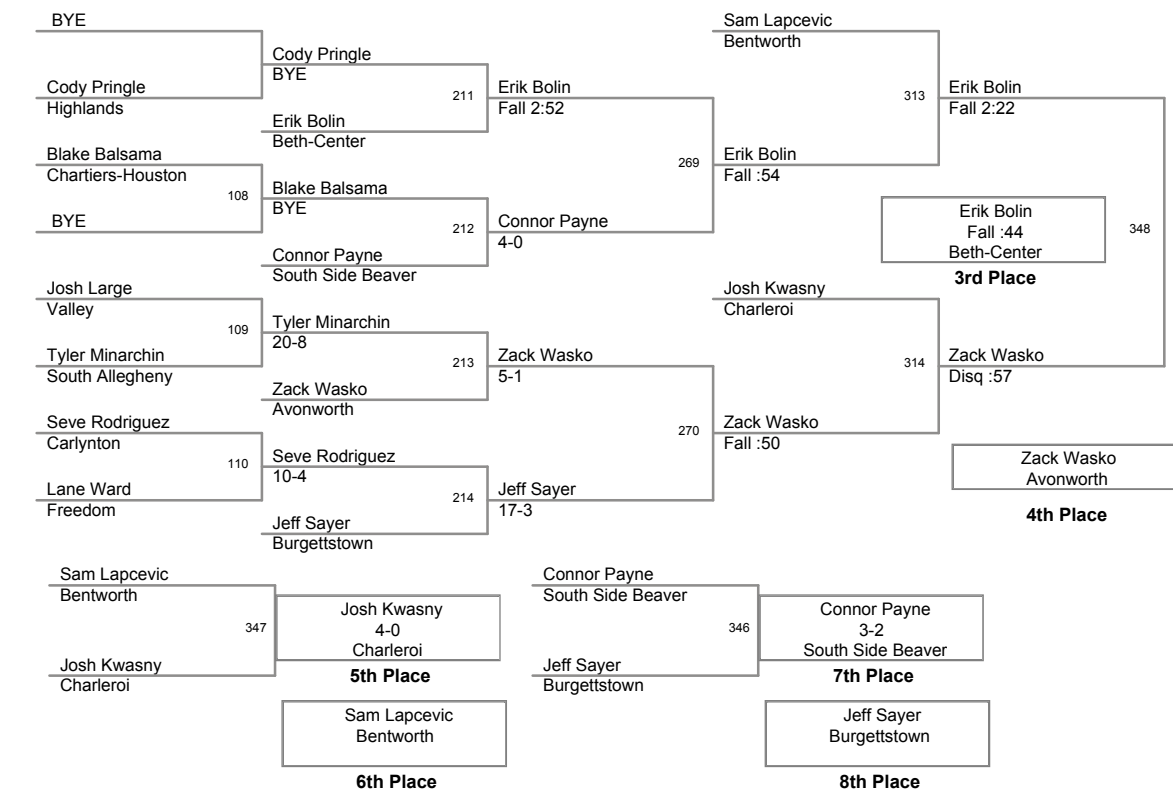 BYE
Cody Pringle
Highlands
Blake Balsama
Chartiers-Houston
108
BYE
Josh Large
Valley
109
Tyler Minarchin
South Allegheny
Seve Rodriguez
Carlynton
110
Lane Ward
Freedom
Cody Pringle
BYE
211
Erik Bolin
Beth-Center
Blake Balsama
BYE
212
Connor Payne
South Side Beaver
Tyler Minarchin
20-8
213
Zack Wasko
Avonworth
Seve Rodriguez
10-4
214
Jeff Sayer
Burgettstown
Erik Bolin
Fall 2:52
269
Connor Payne
4-0
Zack Wasko
5-1
270
Jeff Sayer
17-3
Sam Lapcevic
Bentworth
313
Erik Bolin
Fall :54
Josh Kwasny
Charleroi
314
Zack Wasko
Fall :50
Erik Bolin
Fall 2:22
348
Zack Wasko
Disq :57
Erik Bolin
Fall :44
Beth-Center
3rd Place
Zack Wasko
Avonworth
4th Place
Sam Lapcevic
Bentworth
347
Josh Kwasny
Charleroi
Josh Kwasny
4-0
Charleroi
5th Place
Sam Lapcevic
Bentworth
6th Place
Connor Payne
South Side Beaver
346
Jeff Sayer
Burgettstown
Connor Payne
3-2
South Side Beaver
7th Place
Jeff Sayer
Burgettstown
8th Place